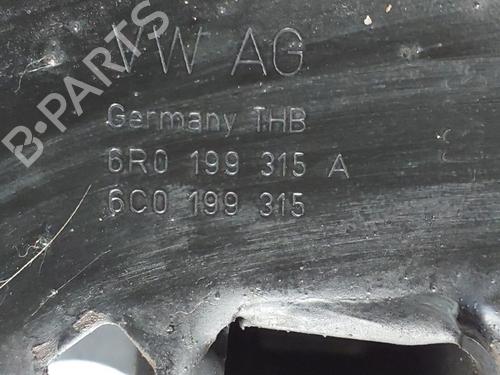 B-PARTS
VW AG
Germany THB
6R0 199 315 A
6C0 199 315